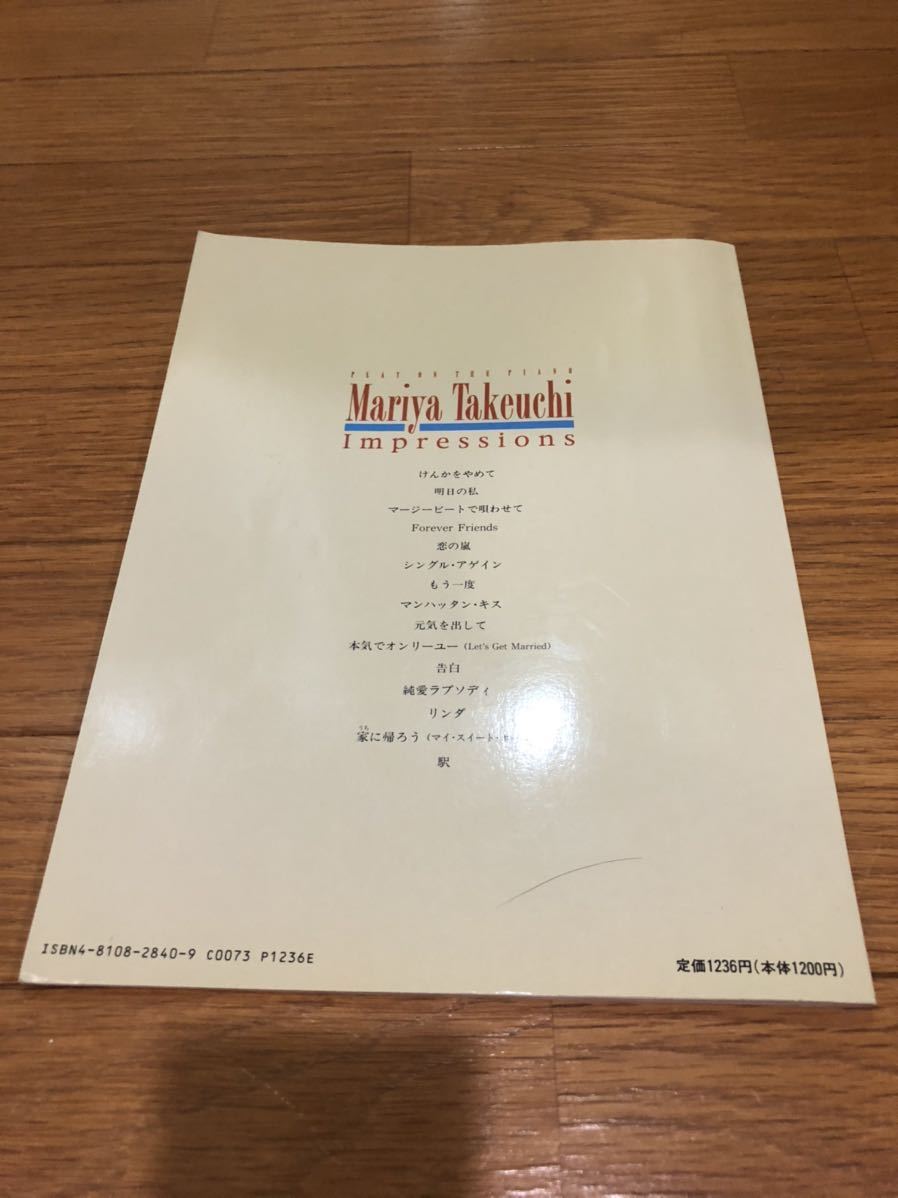 PLAY ON THE PIANO
Mariya Takeuchi
Impressions
けんかをやめて
明日の私
マージービートで唄わせて
Forever Friends
恋の嵐
シングル・アゲイン
もう一度
マンハッタン・キス
元気を出して
本気でオンリーユー (Let's Get Married)
告白
純愛ラプソディ
リンダ
うち
家に帰ろう (マイ・スイート・
駅
ISBN4-8108-2840-9 C0073 P1236E
定価1236円(本体1200円)